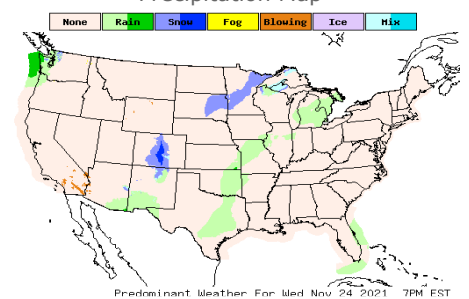 Precipitation Map
None Rain Snow Fog Blowing Ice Mix
Predominant Weather For Wed Nov 24 2021 7PM EST